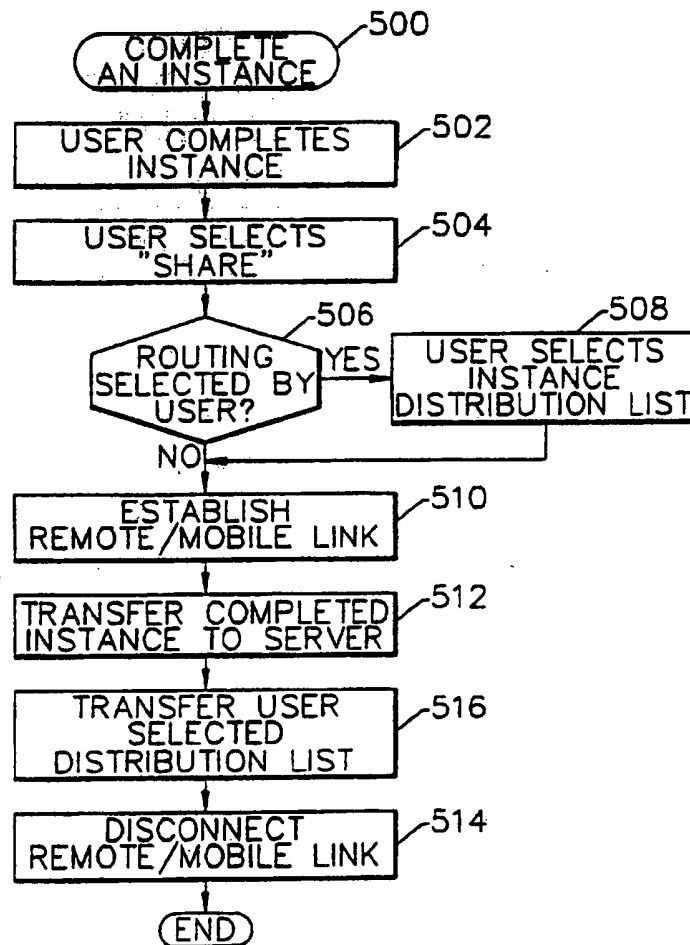 500
COMPLETE
AN INSTANCE
502
USER COMPLETES
INSTANCE
504
USER SELECTS
"SHARE"
506
ROUTING
SELECTED BY
USER?
YES
508
USER SELECTS
INSTANCE
DISTRIBUTION LIST
NO
510
ESTABLISH
REMOTE/MOBILE LINK
512
TRANSFER COMPLETED
INSTANCE TO SERVER
516
TRANSFER USER
SELECTED
DISTRIBUTION LIST
514
DISCONNECT
REMOTE/MOBILE LINK
END